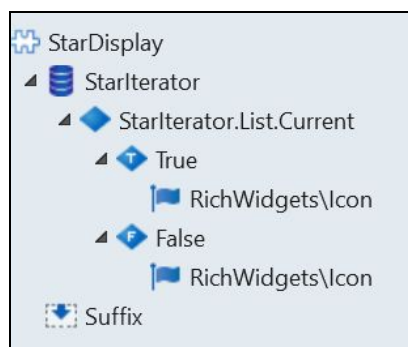 StarDisplay
StarIterator
StarIterator.List.Current
T True
RichWidgets\Icon
F False
RichWidgets\Icon
Suffix